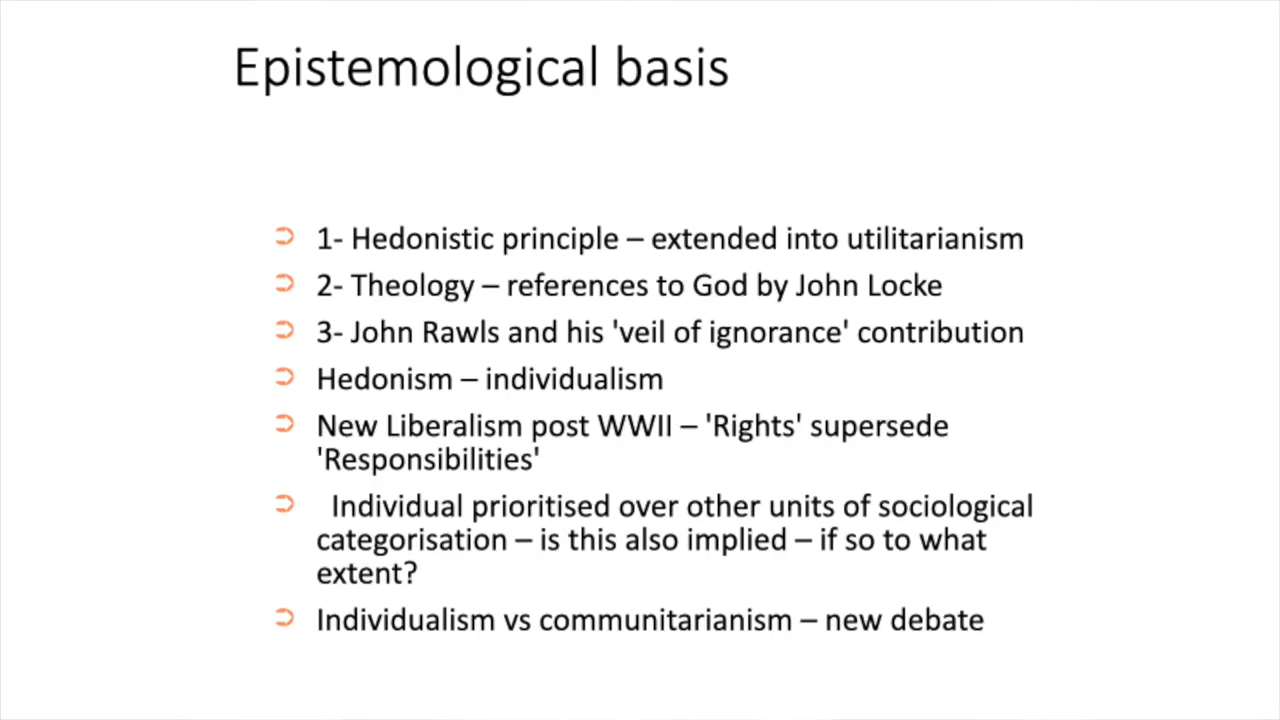 Epistemological basis
1- Hedonistic principle – extended into utilitarianism
2- Theology – references to God by John Locke
3- John Rawls and his 'veil of ignorance' contribution
Hedonism – individualism
New Liberalism post WWII – 'Rights' supersede
'Responsibilities'
Individual prioritised over other units of sociological
categorisation – is this also implied – if so to what
extent?
Individualism vs communitarianism – new debate